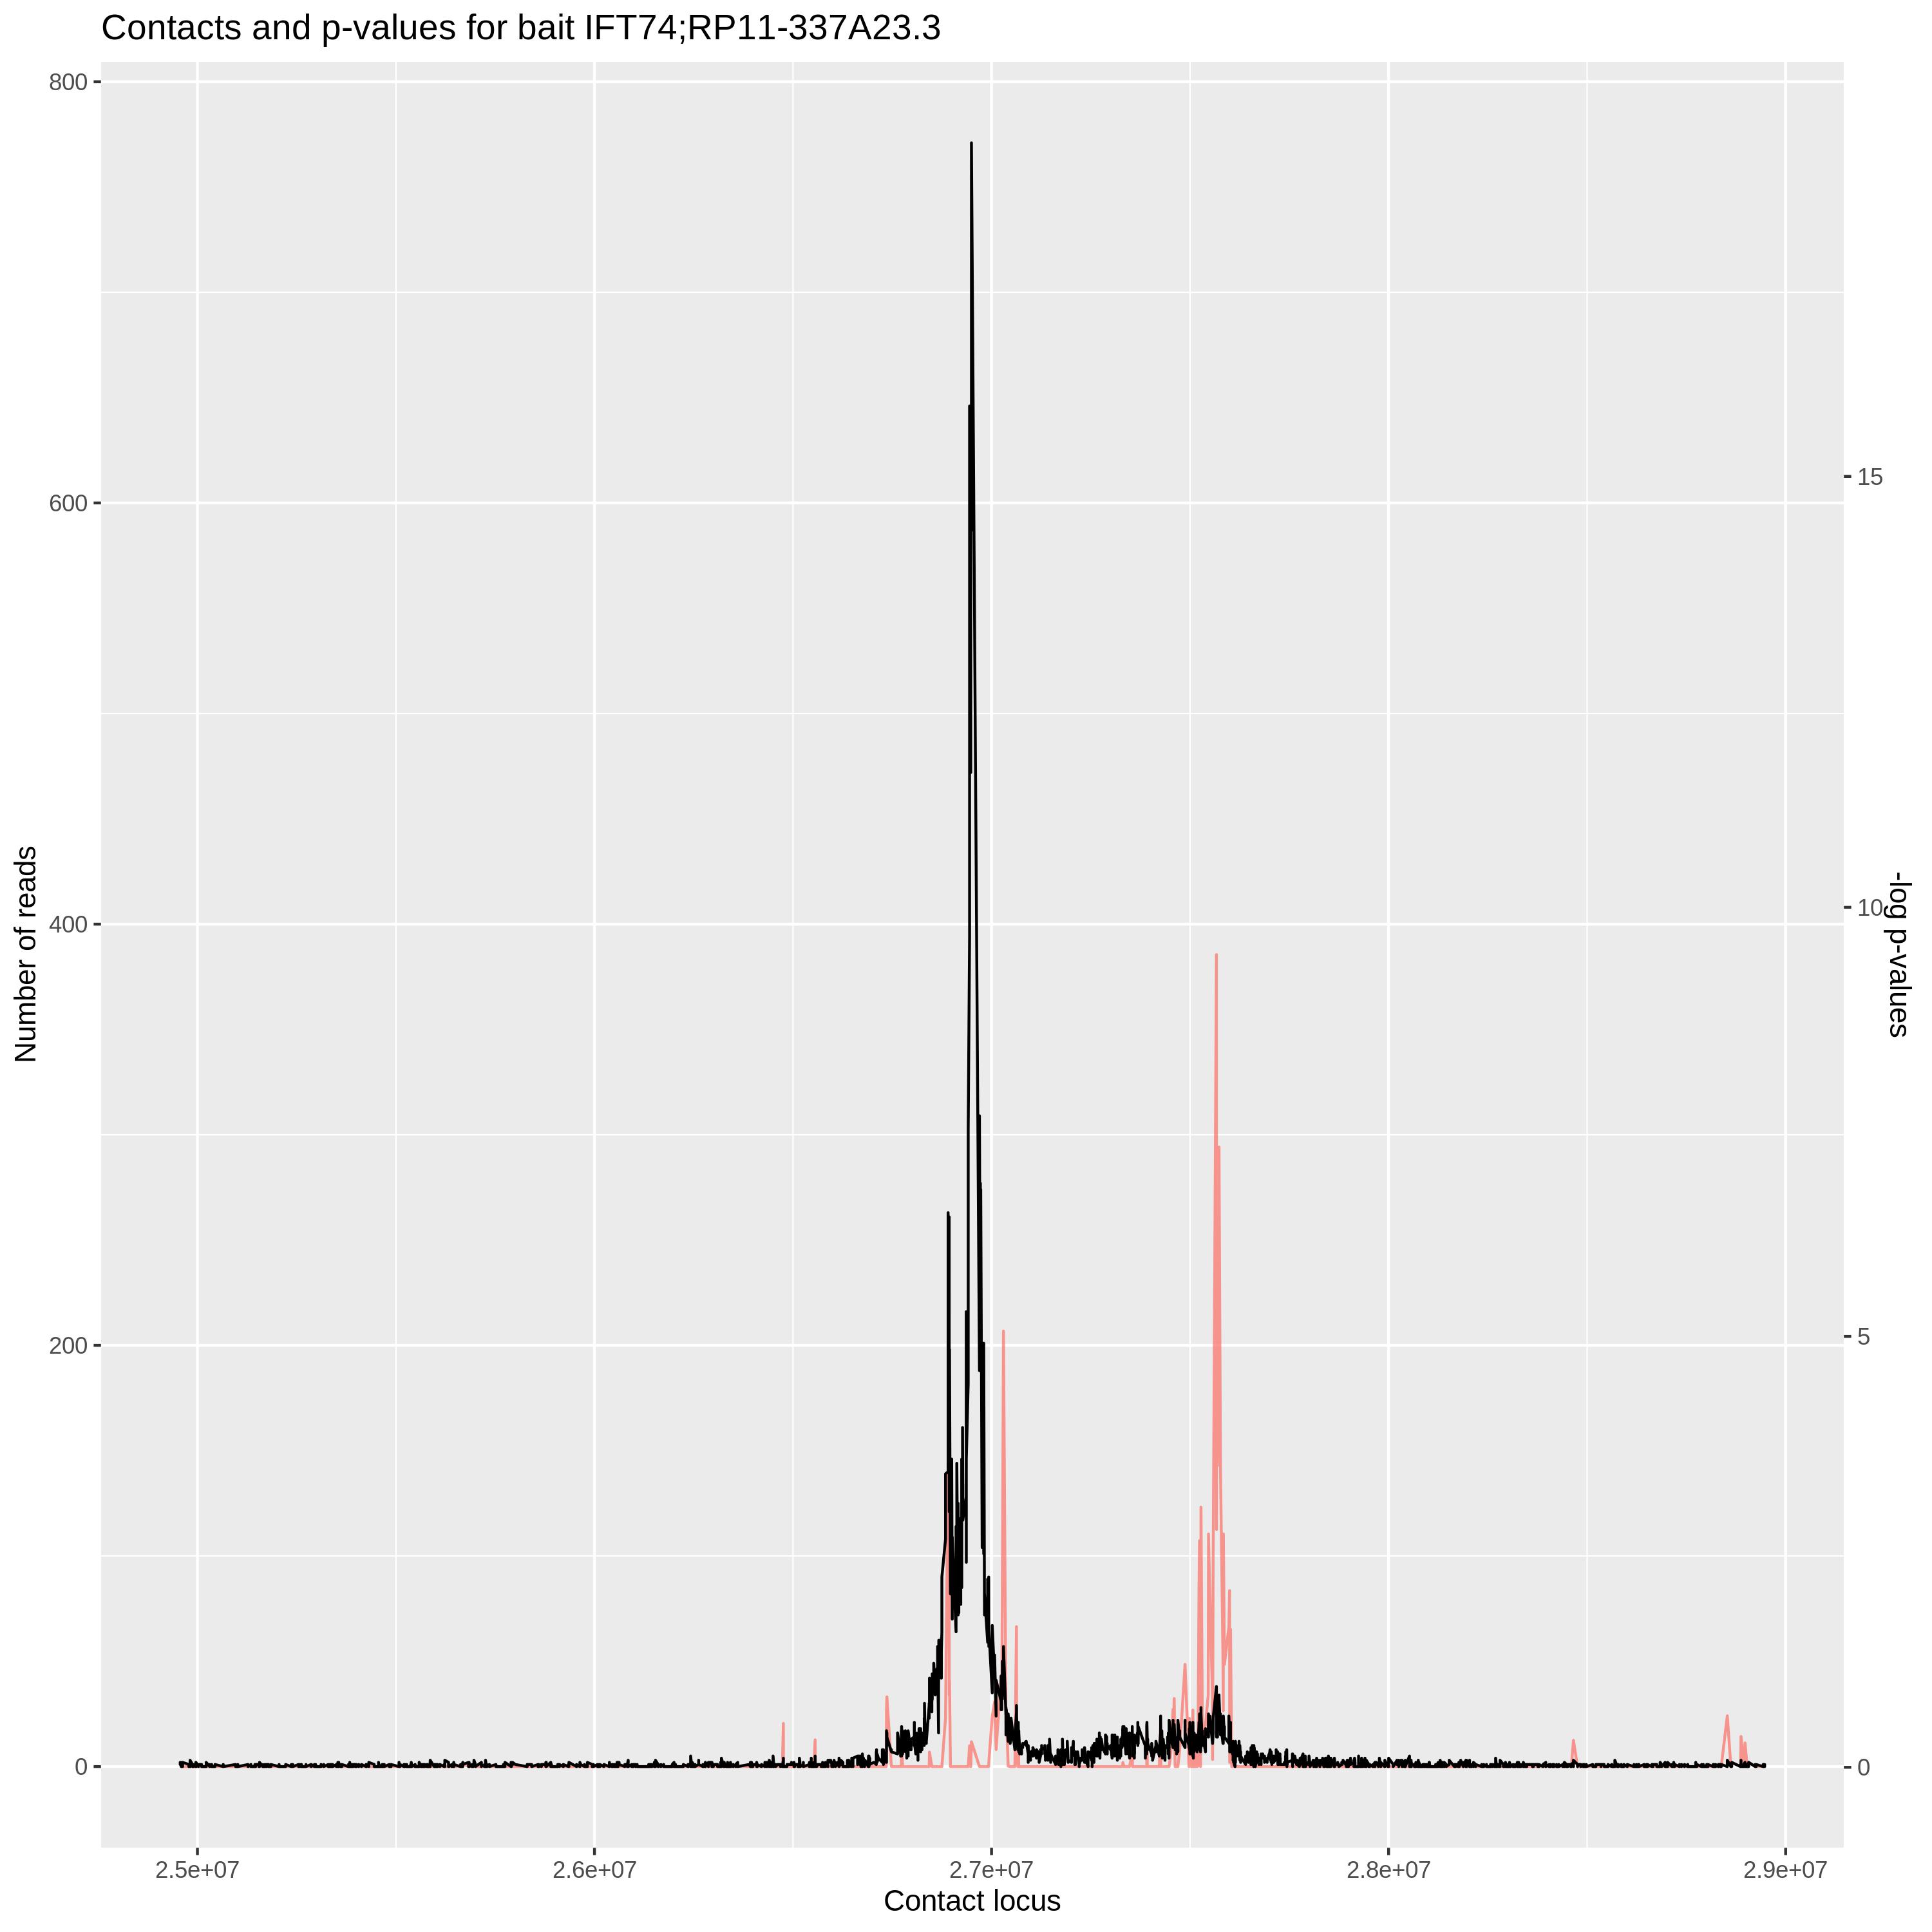 Contacts and p-values for bait IFT74;RP11-337A23.3
800
600
400
200
0
Number of reads
15
10
5
0
-log p-values
2.5e+07
2.6e+07
2.7e+07
2.8e+07
2.9e+07
Contact locus